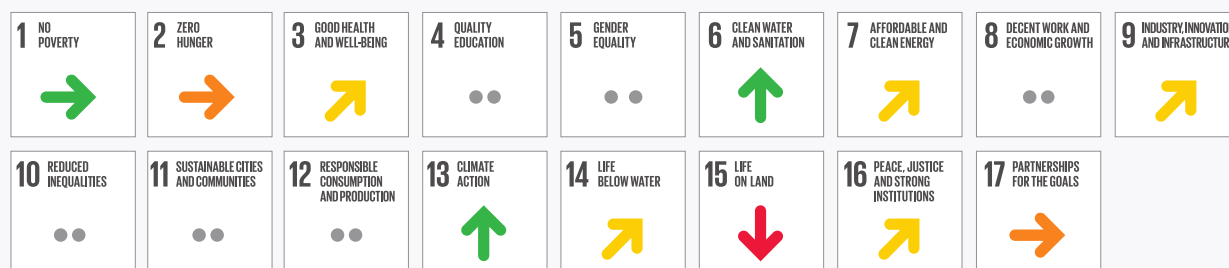 1 NO
POVERTY
2 ZERO
HUNGER
3 GOOD HEALTH
AND WELL-BEING
4 QUALITY
EDUCATION
5 GENDER
EQUALITY
6 CLEAN WATER
AND SANITATION
7 AFFORDABLE AND
CLEAN ENERGY
8 DECENT WORK AND
ECONOMIC GROWTH
9 INDUSTRY,
AND
10 REDUCED
INEQUALITIES
11 SUSTAINABLE CITIES
AND COMMUNITIES
12 RESPONSIBLE
CONSUMPTION
AND PRODUCTION
13 CLIMATE
ACTION
14 LIFE
BELOW WATER
15 LIFE
ON LAND
16 PEACE, JUSTICE
AND STRONG
INSTITUTIONS
17 PARTNERSHIPS
FOR THE GOALS